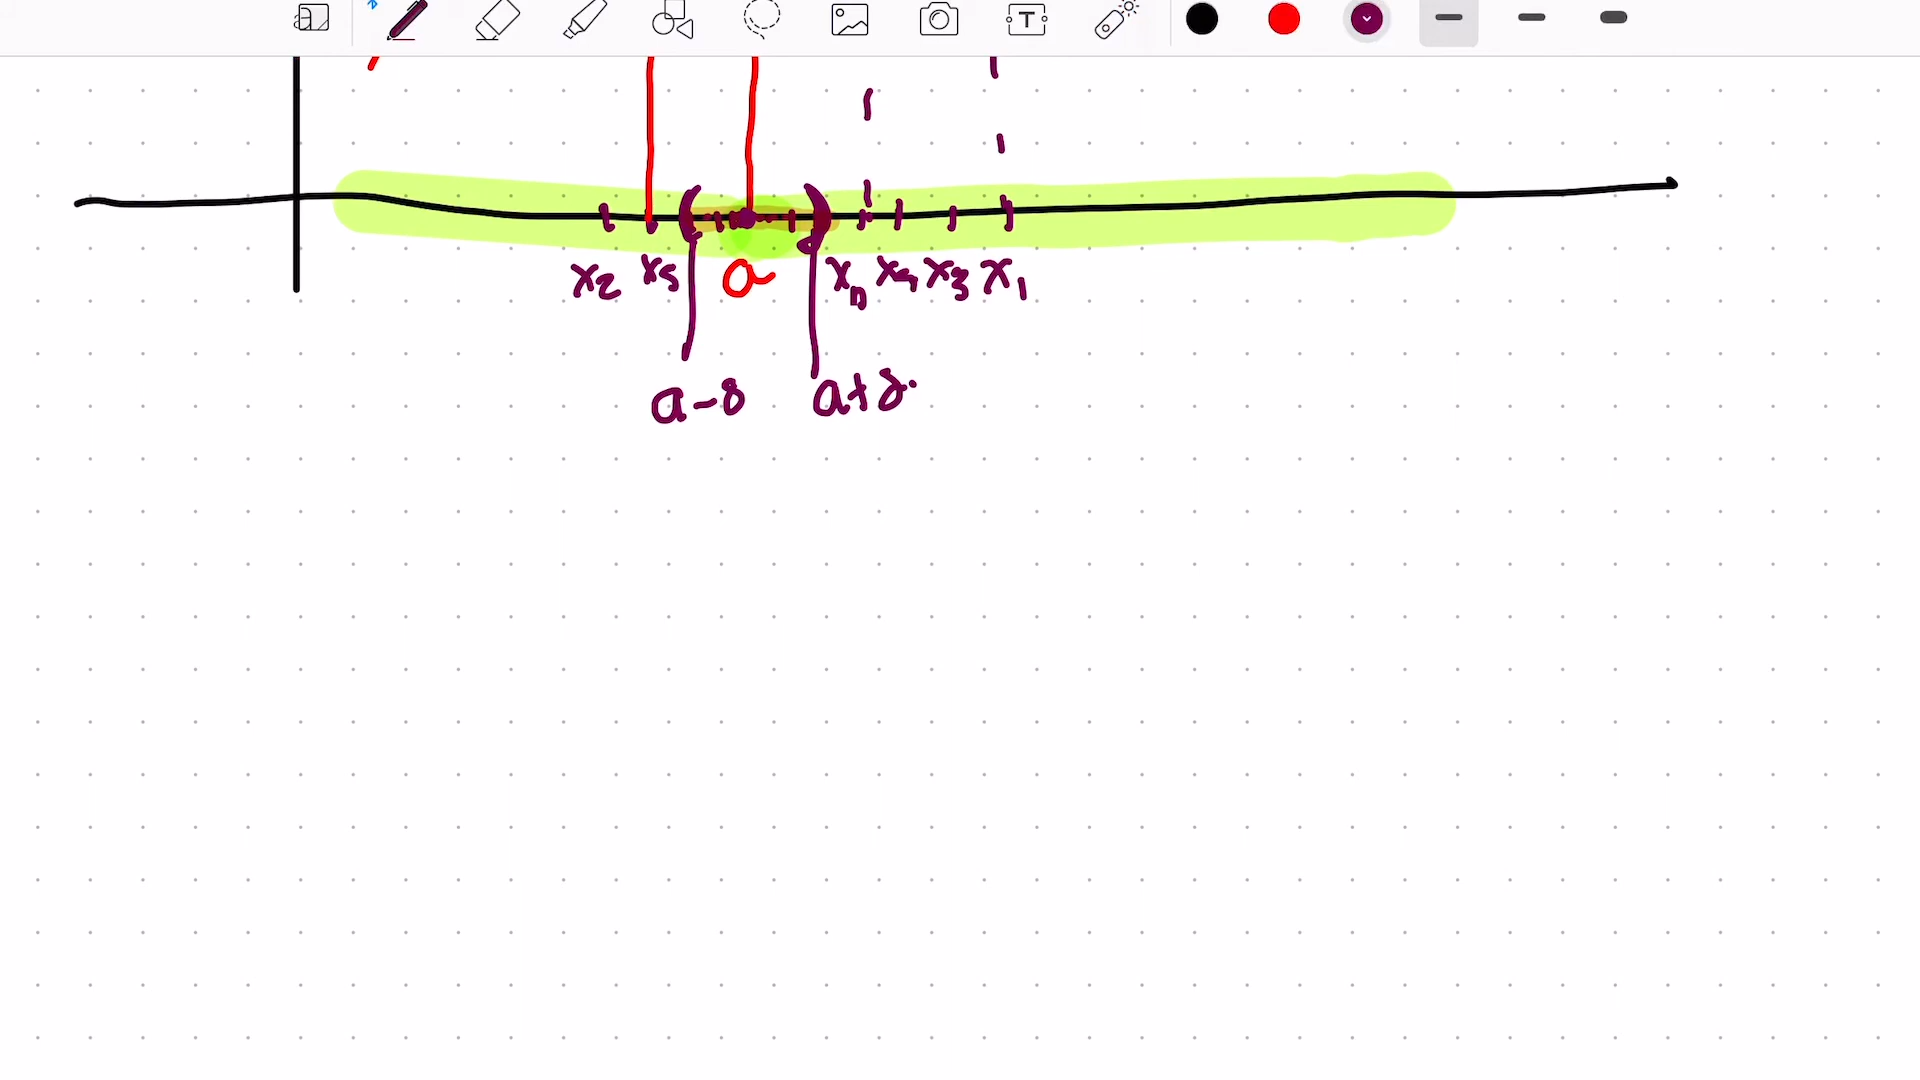 x₂ x₅ a xₙ x₄ x₃ x₁
a-δ a+δ